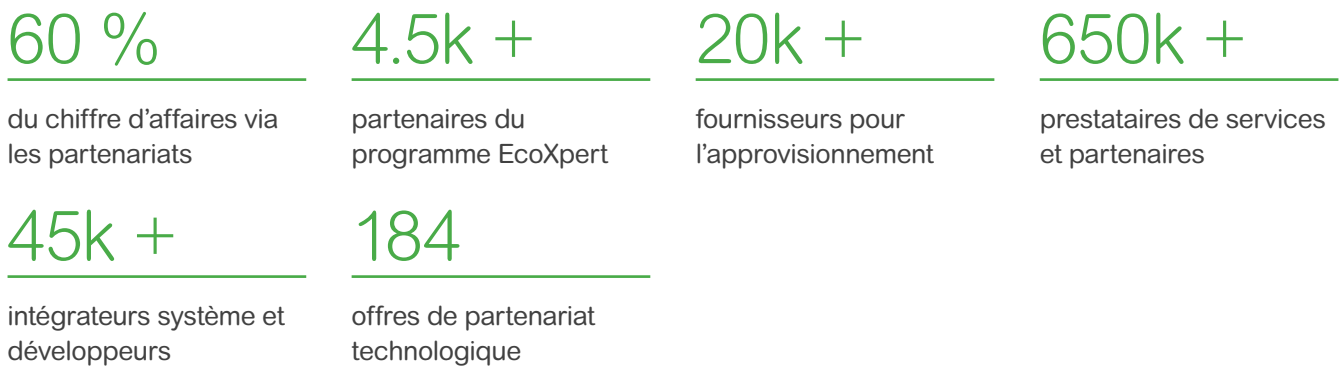 60 %
du chiffre d’affaires via
les partenariats
4.5k +
partenaires du
programme EcoXpert
20k +
fournisseurs pour
l’approvisionnement
650k +
prestataires de services
et partenaires
45k +
intégrateurs système et
développeurs
184
offres de partenariat
technologique